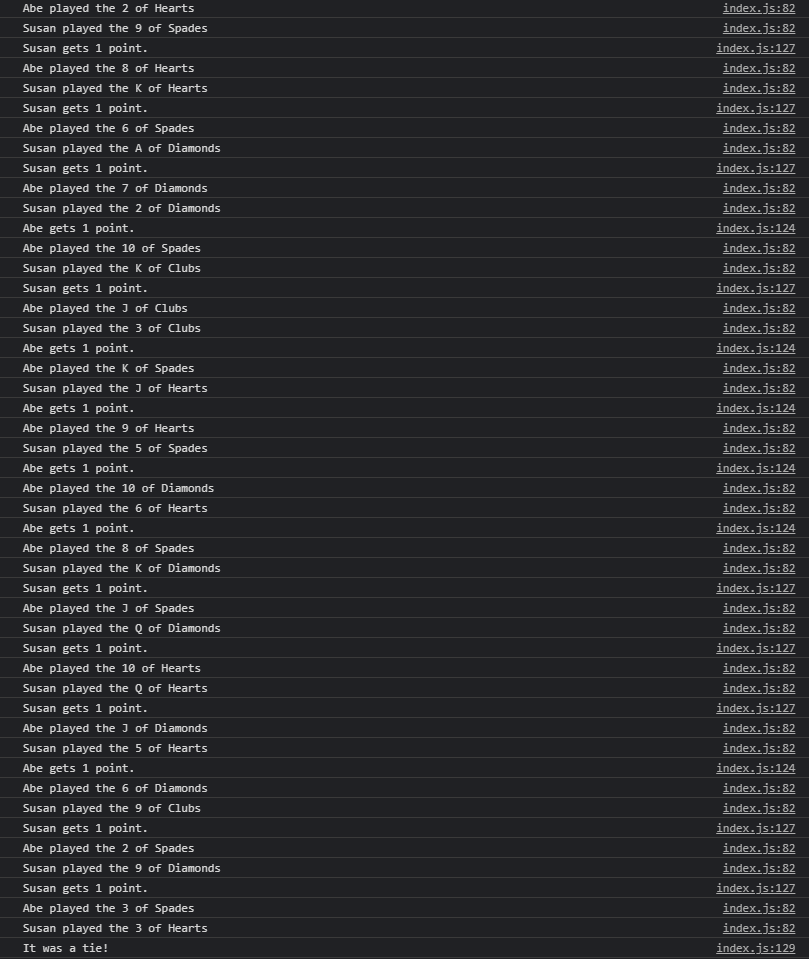 Abe played the 2 of Hearts index.js:82
Susan played the 9 of Spades index.js:82
Susan gets 1 point. index.js:127
Abe played the 8 of Hearts index.js:82
Susan played the K of Hearts index.js:82
Susan gets 1 point. index.js:127
Abe played the 6 of Spades index.js:82
Susan played the A of Diamonds index.js:82
Susan gets 1 point. index.js:127
Abe played the 7 of Diamonds index.js:82
Susan played the 2 of Diamonds index.js:82
Abe gets 1 point. index.js:124
Abe played the 10 of Spades index.js:82
Susan played the K of Clubs index.js:82
Susan gets 1 point. index.js:127
Abe played the J of Clubs index.js:82
Susan played the 3 of Clubs index.js:82
Abe gets 1 point. index.js:124
Abe played the K of Spades index.js:82
Susan played the J of Hearts index.js:82
Abe gets 1 point. index.js:124
Abe played the 9 of Hearts index.js:82
Susan played the 5 of Spades index.js:82
Abe gets 1 point. index.js:124
Abe played the 10 of Diamonds index.js:82
Susan played the 6 of Hearts index.js:82
Abe gets 1 point. index.js:124
Abe played the 8 of Spades index.js:82
Susan played the K of Diamonds index.js:82
Susan gets 1 point. index.js:127
Abe played the J of Spades index.js:82
Susan played the Q of Diamonds index.js:82
Susan gets 1 point. index.js:127
Abe played the 10 of Hearts index.js:82
Susan played the Q of Hearts index.js:82
Susan gets 1 point. index.js:127
Abe played the J of Diamonds index.js:82
Susan played the 5 of Hearts index.js:82
Abe gets 1 point. index.js:124
Abe played the 6 of Diamonds index.js:82
Susan played the 9 of Clubs index.js:82
Susan gets 1 point. index.js:127
Abe played the 2 of Spades index.js:82
Susan played the 9 of Diamonds index.js:82
Susan gets 1 point. index.js:127
Abe played the 3 of Spades index.js:82
Susan played the 3 of Hearts index.js:82
It was a tie! index.js:129